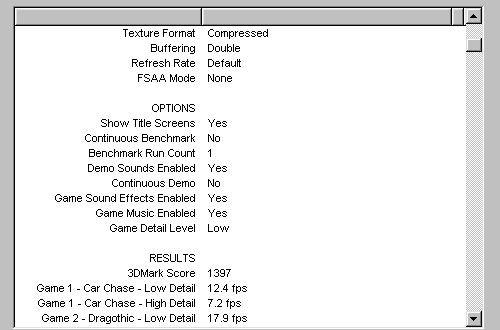 Texture Format Compressed
Buffering Double
Refresh Rate Default
FSAA Mode None
OPTIONS
Show Title Screens Yes
Continuous Benchmark No
Benchmark Run Count 1
Demo Sounds Enabled Yes
Continuous Demo No
Game Sound Effects Enabled Yes
Game Music Enabled Yes
Game Detail Level Low
RESULTS
3DMark Score 1397
Game 1 - Car Chase - Low Detail 12.4 fps
Game 1 - Car Chase - High Detail 7.2 fps
Game 2 - Dragothic - Low Detail 17.9 fps